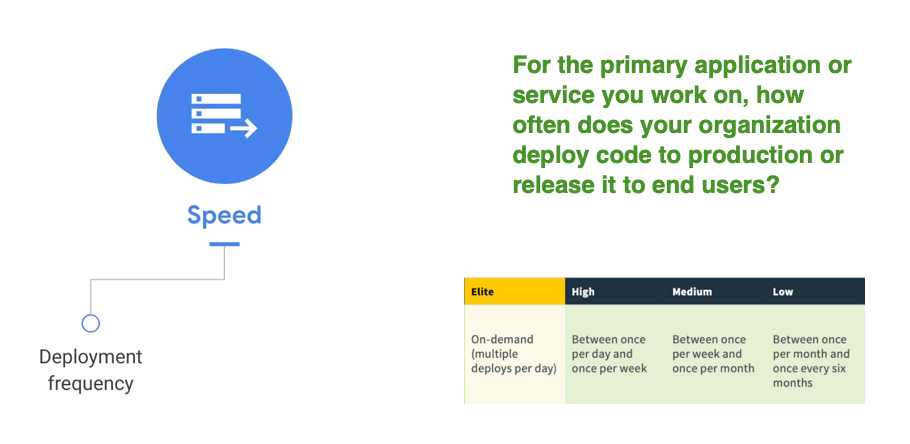 For the primary application or
service you work on, how
often does your organization
deploy code to production or
release it to end users?
Speed
Deployment
frequency
Elite
High
Medium
Low
On-demand
(multiple
deploys per day)
Between once
per day and
once per week
Between once
per week and
once per month
Between once
per month and
once every six
months